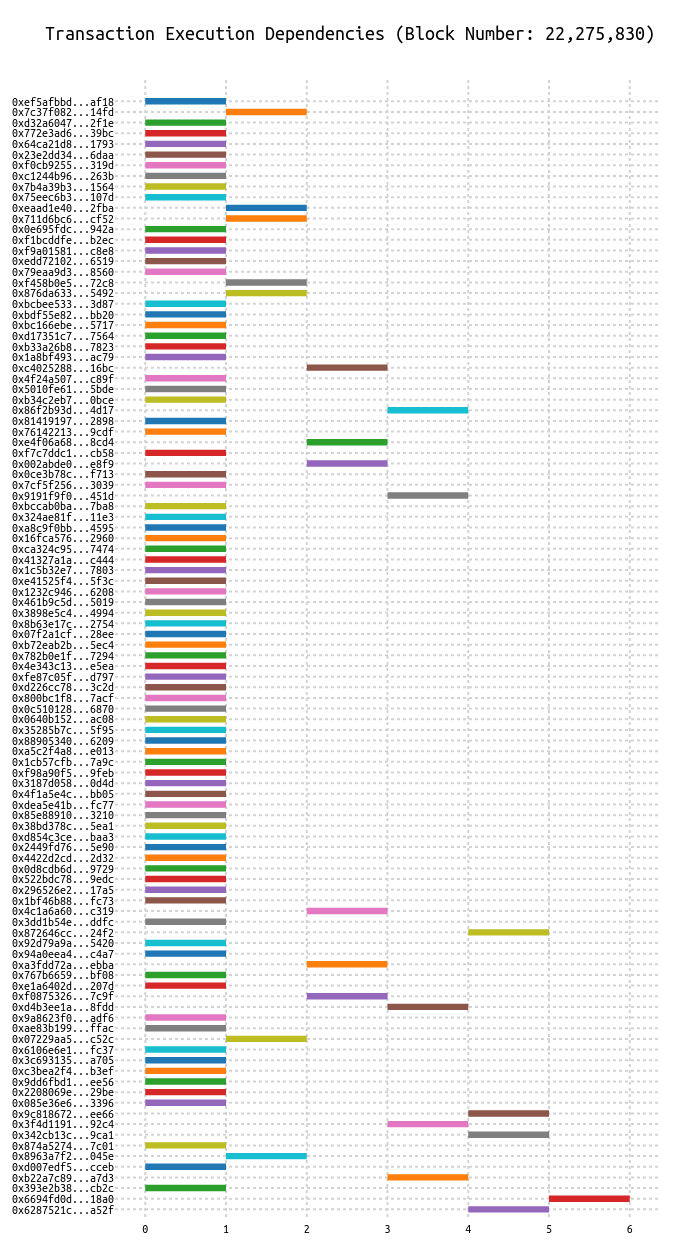 Transaction Execution Dependencies (Block Number: 22,275,830)
0xef5afbbd...af18
0x7c37f082...14fd
0xd32a6047...2f1e
0x772e3ad6...39bc
0x64ca21d8...1793
0x23e2dd34...6daa
0xf0cb9255...319d
0xc1244b96...263b
0x7b4a39b3...1564
0x75eec6b3...107d
0xeaad1e40...2fba
0x711d6bc6...cf52
0x0e695fdc...942a
0xf1bcddfe...b2ec
0xf9a01581...c8e8
0xedd72102...6519
0x79eaa9d3...8560
0xf458b0e5...72c8
0x876da633...5492
0xbcbee533...3d87
0xbdf55e82...bb20
0xbc166ebe...5717
0xd17351c7...7564
0xb33a26b8...7823
0x1a8bf493...ac79
0xc4025288...16bc
0x4f24a507...c89f
0x5010fe61...5bde
0xb34c2eb7...0bce
0x86f2b93d...4d17
0x81419197...2898
0x76142213...9cdf
0xe4f06a68...8cd4
0xf7c7ddc1...cb58
0x002abde0...e8f9
0x0ce3b78c...f713
0x7cf5f256...3039
0x9191f9f0...451d
0xbccab0ba...7ba8
0x324ae81f...11e3
0xa8c9f0bb...4595
0x16fca576...2960
0xca324c95...7474
0x41327a1a...c444
0x1c5b32e7...7803
0xe41525f4...5f3c
0x1232c946...6208
0x461b9c5d...5019
0x3898e5c4...4994
0x8b63e17c...2754
0x07f2a1cf...28ee
0xb72eab2b...5ec4
0x782b0e1f...7294
0x4e343c13...e5ea
0xfe87c05f...d797
0xd226cc78...3c2d
0x800bc1f8...7acf
0x0c510128...6870
0x0640b152...ac08
0x35285b7c...5f95
0x88905340...6209
0xa5c2f4a8...e013
0x1cb57cfb...7a9c
0xf98a90f5...9feb
0x3187d058...0d4d
0x4f1a5e4c...bb05
0xdea5e41b...fc77
0x85e88910...3210
0x38bd378c...5ea1
0xd854c3ce...baa3
0x2449fd76...5e90
0x4422d2cd...2d32
0x0d8cdb6d...9729
0x522bdc78...9edc
0x296526e2...17a5
0x1bf46b88...fc73
0x4c1a6a60...c319
0x3dd1b54e...ddfc
0x872646cc...24f2
0x92d79a9a...5420
0x94a0eea4...c4a7
0xa3fdd72a...ebba
0x767b6659...bf08
0xe1a6402d...207d
0xf0875326...7c9f
0xd4b3ee1a...8fdd
0x9a8623f0...adf6
0xae83b199...ffac
0x07229aa5...c52c
0x6106e6e1...fc37
0x3c693135...a705
0xc3bea2f4...b3ef
0x9dd6fbd1...ee56
0x2208069e...29be
0x085e36e6...3396
0x9c818672...ee66
0x3f4d1191...92c4
0x342cb13c...9ca1
0x874a5274...7c01
0x8963a7f2...045e
0xd007edf5...cceb
0xb22a7c89...a7d3
0x393e2b38...cb2c
0x6694fd0d...18a0
0x6287521c...a52f
0 1 2 3 4 5 6